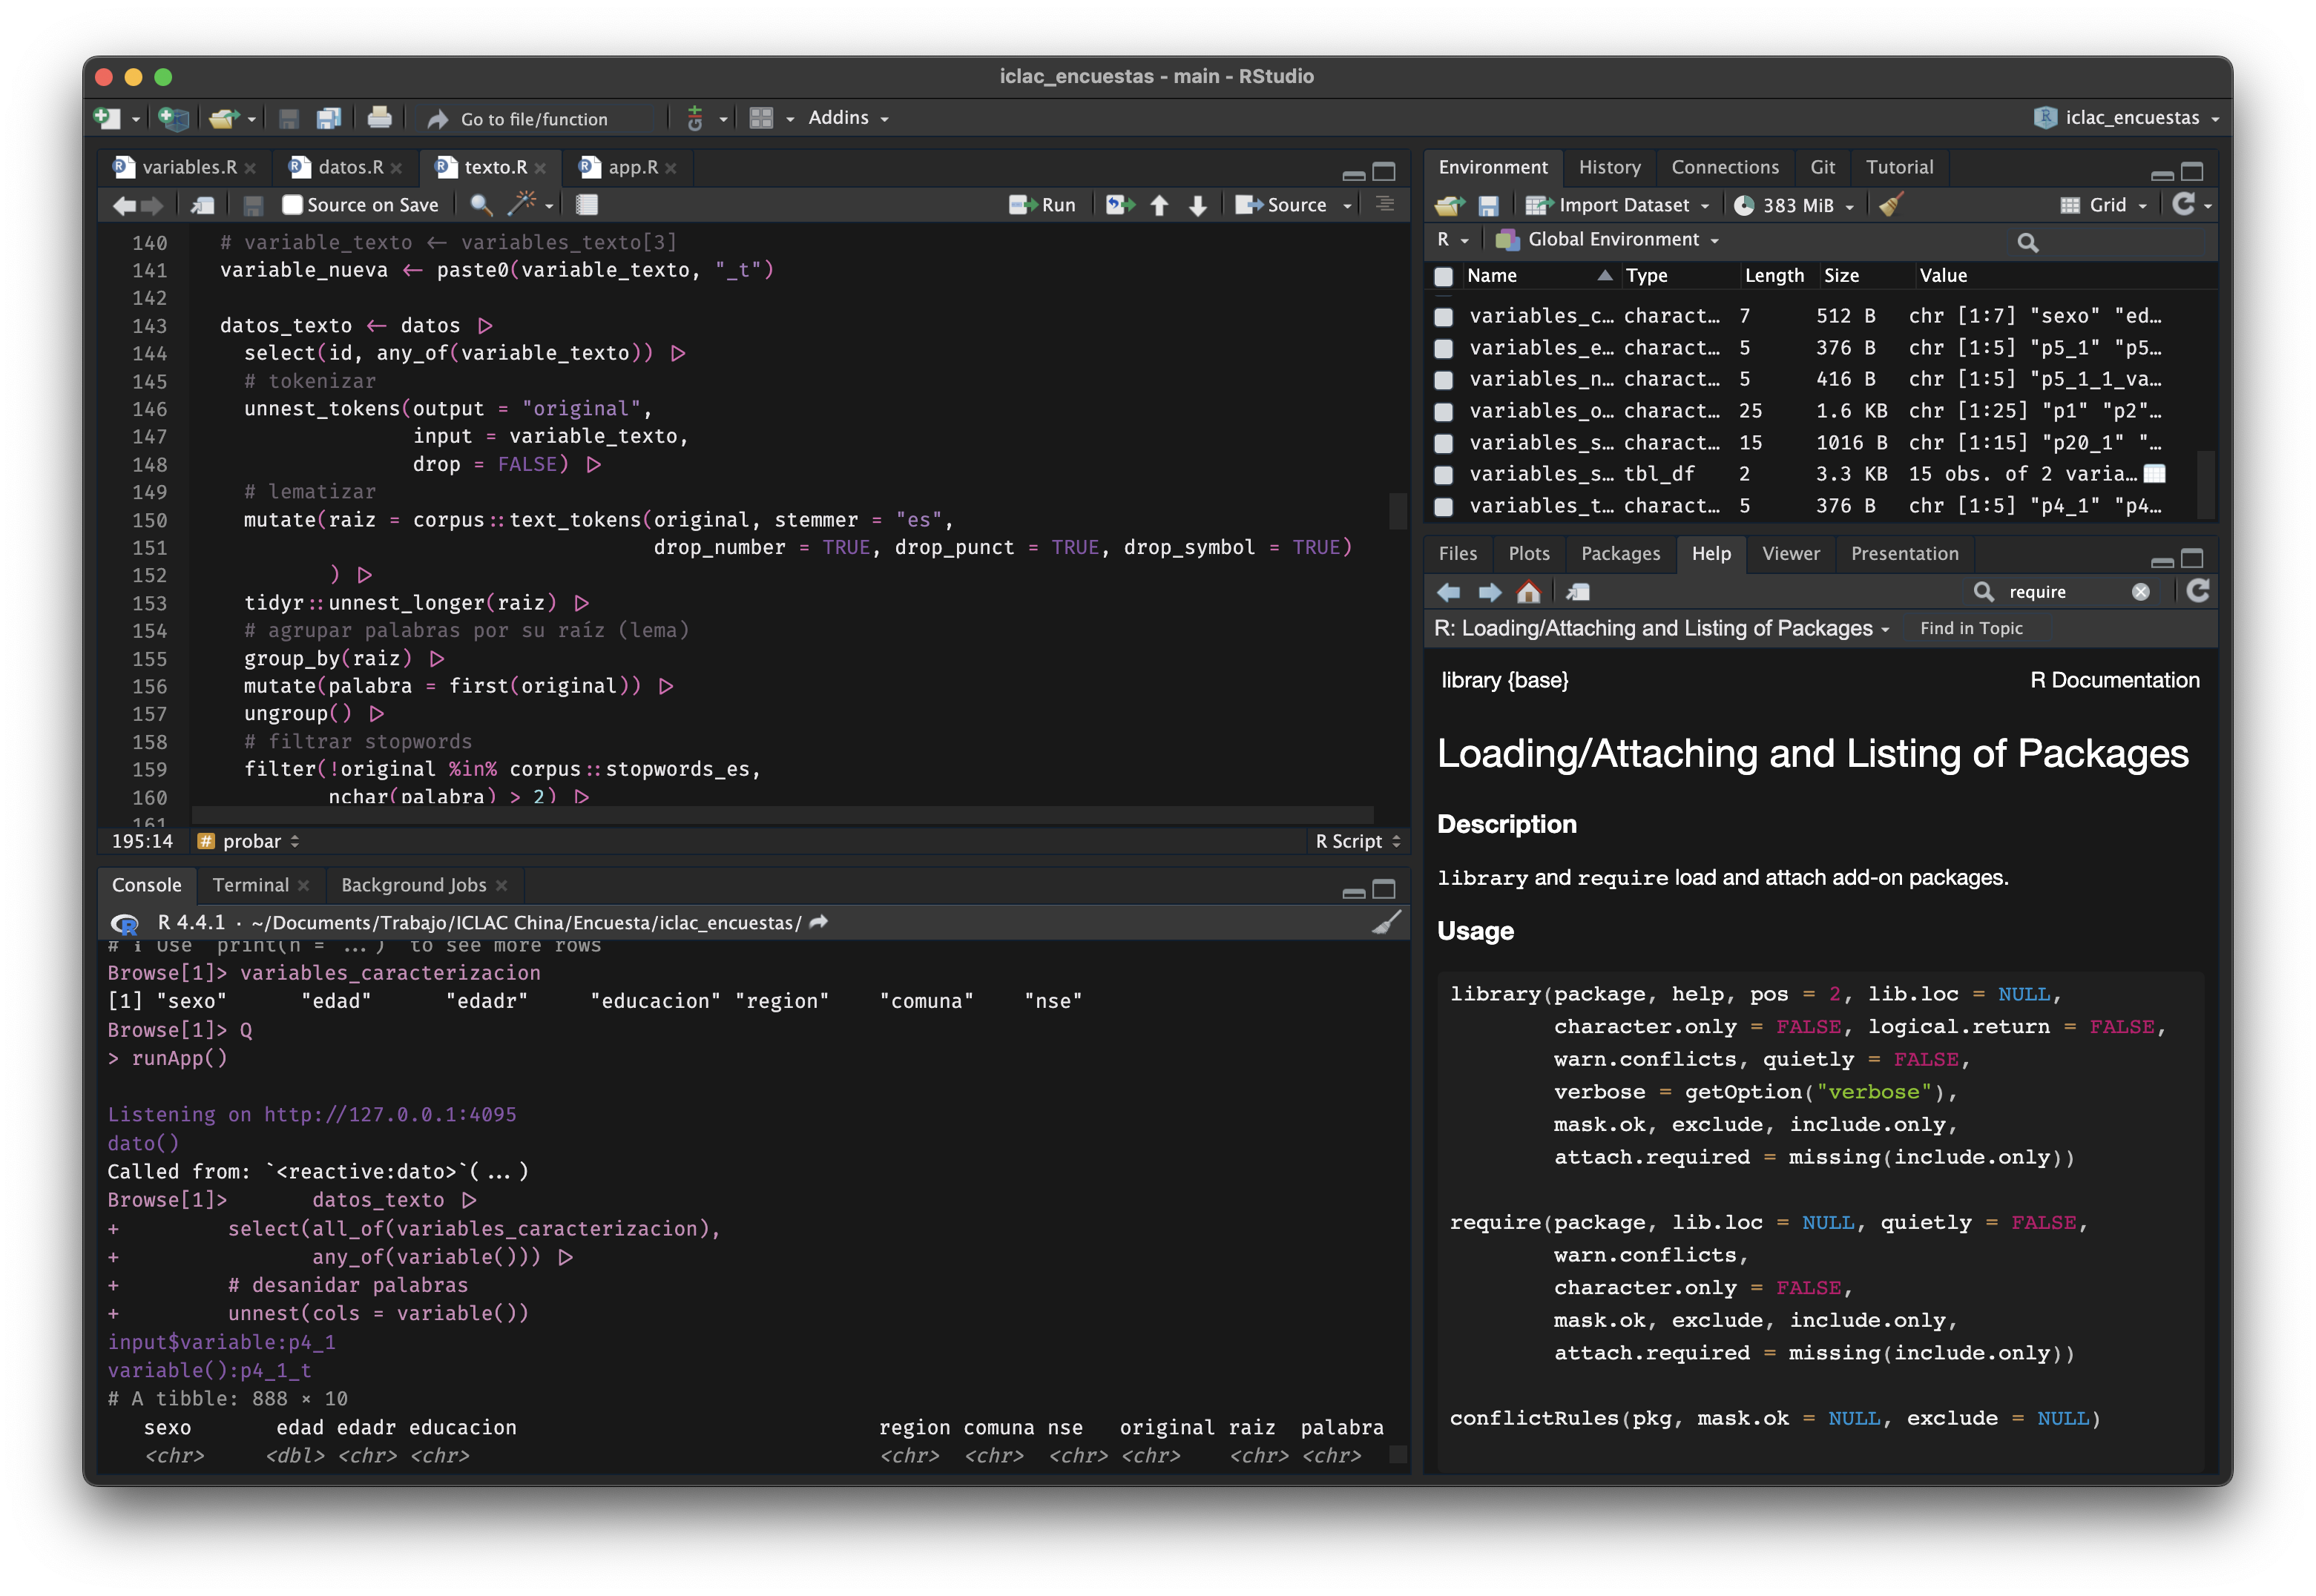 iclac_encuestas - main - RStudio
Go to file/function
Addins
iclac_encuestas
variables.R
datos.R
texto.R
app.R
Source on Save
Run
Source
140 # variable_texto <- variables_texto[3]
141 variable_nueva <- paste0(variable_texto, "_t")
142
143 datos_texto <- datos |>
144 select(id, any_of(variable_texto)) |>
145 # tokenizar
146 unnest_tokens(output = "original",
147 input = variable_texto,
148 drop = FALSE) |>
149 # lematizar
150 mutate(raiz = corpus::text_tokens(original, stemmer = "es",
151 drop_number = TRUE, drop_punct = TRUE, drop_symbol = TRUE)
152 ) |>
153 tidyr::unnest_longer(raiz) |>
154 # agrupar palabras por su raíz (lema)
155 group_by(raiz) |>
156 mutate(palabra = first(original)) |>
157 ungroup() |>
158 # filtrar stopwords
159 filter(!original %in% corpus::stopwords_es,
160 nchar(palabra) > 2) |>
161
195:14
# probar
R Script
Console
Terminal
Background Jobs
R 4.4.1 · ~/Documents/Trabajo/ICLAC China/Encuesta/iclac_encuestas/
# ℹ Use `print(n = ...)` to see more rows
Browse[1]> variables_caracterizacion
[1] "sexo" "edad" "edadr" "educacion" "region" "comuna" "nse"
Browse[1]> Q
> runApp()
Listening on http://127.0.0.1:4095
dato()
Called from: `<reactive:dato>`(...)
Browse[1]> datos_texto |>
+ select(all_of(variables_caracterizacion),
+ any_of(variable())) |>
+ # desanidar palabras
+ unnest(cols = variable())
input$variable:p4_1
variable():p4_1_t
# A tibble: 888 × 10
sexo edad edadr educacion region comuna nse original raiz palabra
<chr> <dbl> <chr> <chr> <chr> <chr> <chr> <chr> <chr> <chr>
Environment
History
Connections
Git
Tutorial
Import Dataset
383 MiB
Grid
R
Global Environment
Name Type Length Size Value
variables_c… charact… 7 512 B chr [1:7] "sexo" "ed…
variables_e… charact… 5 376 B chr [1:5] "p5_1" "p5…
variables_n… charact… 5 416 B chr [1:5] "p5_1_1_va…
variables_o… charact… 25 1.6 KB chr [1:25] "p1" "p2"…
variables_s… charact… 15 1016 B chr [1:15] "p20_1" "…
variables_s… tbl_df 2 3.3 KB 15 obs. of 2 varia…
variables_t… charact… 5 376 B chr [1:5] "p4_1" "p4…
Files
Plots
Packages
Help
Viewer
Presentation
require
R: Loading/Attaching and Listing of Packages
Find in Topic
library {base}
R Documentation
Loading/Attaching and Listing of Packages
Description
library and require load and attach add-on packages.
Usage
library(package, help, pos = 2, lib.loc = NULL,
character.only = FALSE, logical.return = FALSE,
warn.conflicts, quietly = FALSE,
verbose = getOption("verbose"),
mask.ok, exclude, include.only,
attach.required = missing(include.only))
require(package, lib.loc = NULL, quietly = FALSE,
warn.conflicts,
character.only = FALSE,
mask.ok, exclude, include.only,
attach.required = missing(include.only))
conflictRules(pkg, mask.ok = NULL, exclude = NULL)